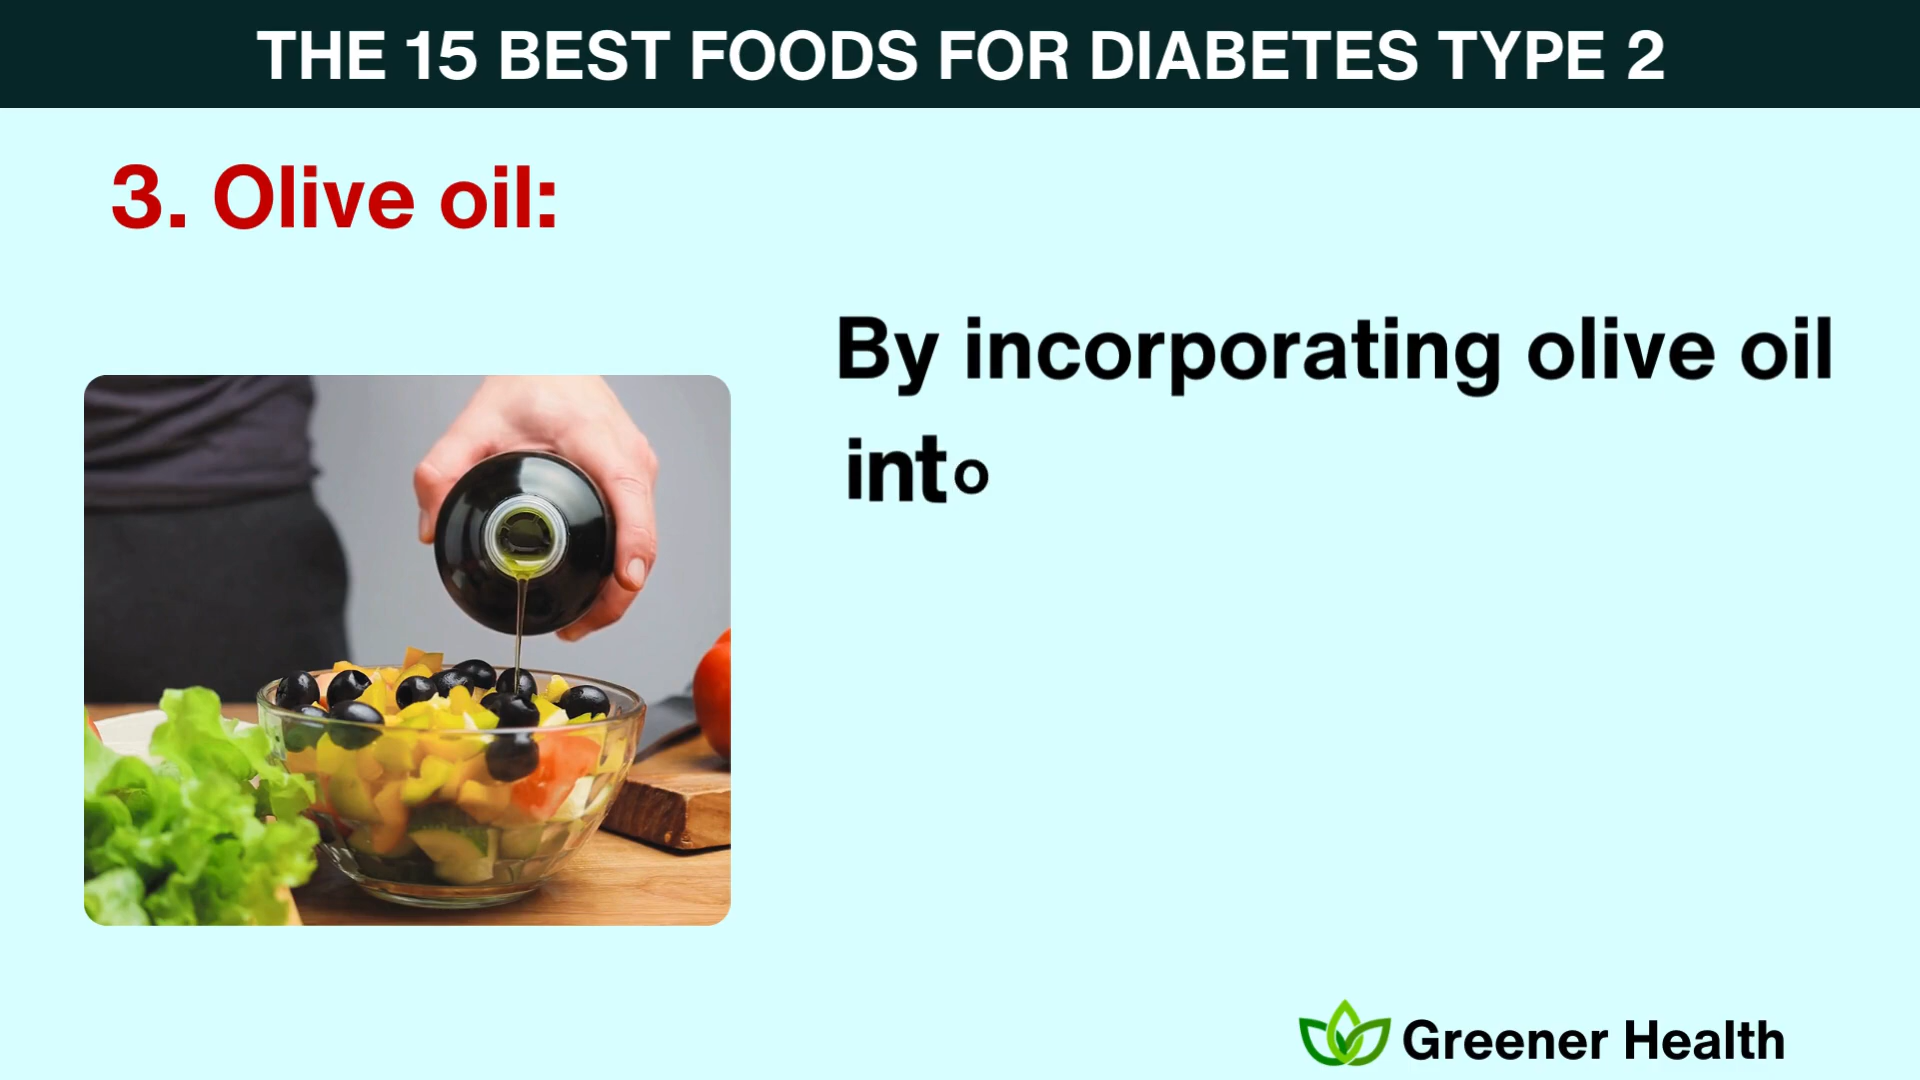 THE 15 BEST FOODS FOR DIABETES TYPE 2
3. Olive oil:
By incorporating olive oil
into
Greener Health